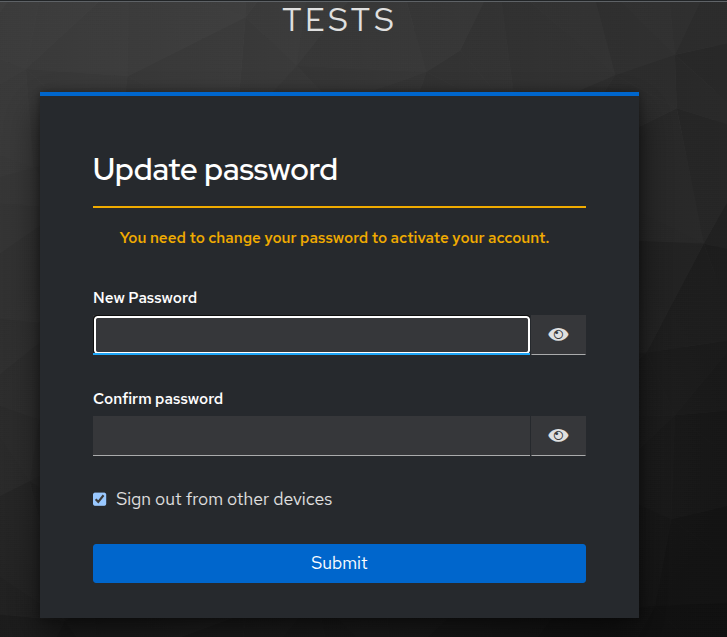 TESTS
Update password
You need to change your password to activate your account.
New Password
Confirm password
Sign out from other devices
Submit